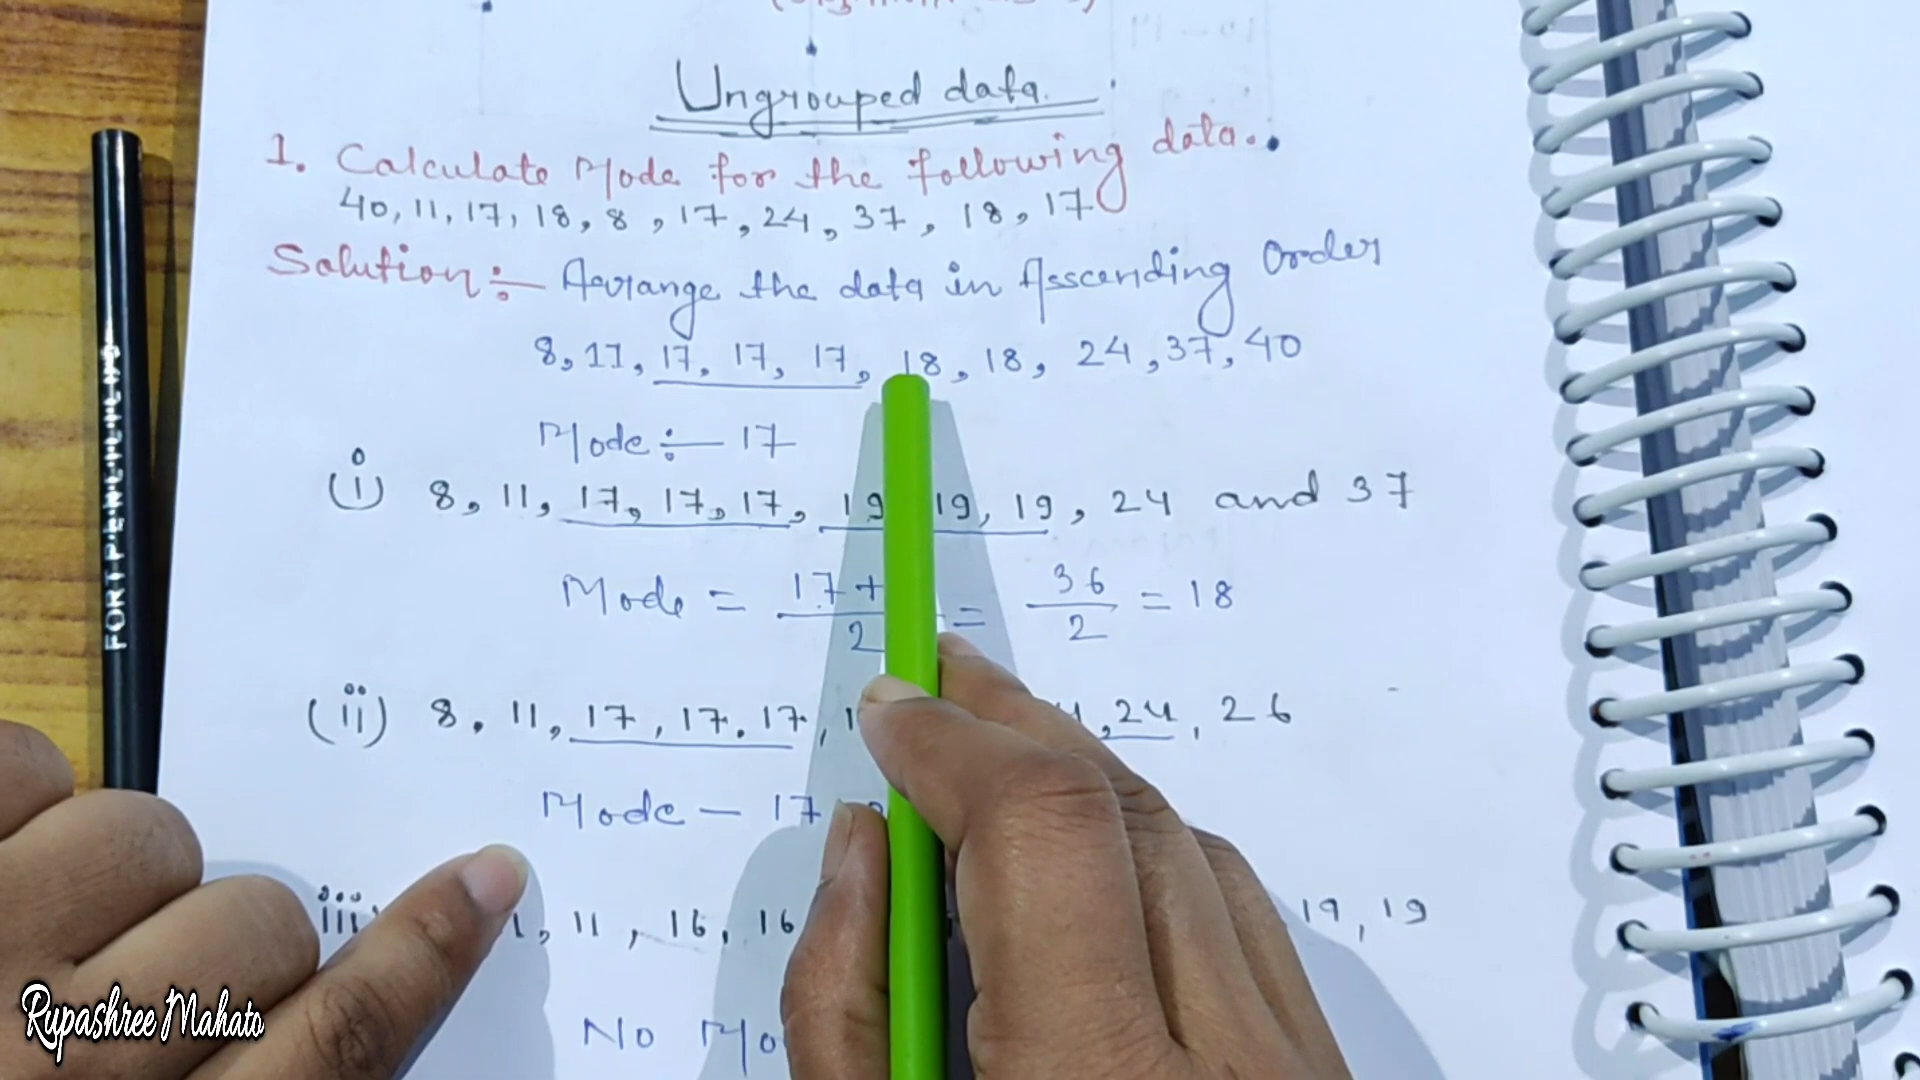 Ungrouped data.
1. Calculate Mode for the following data.
40, 11, 17, 18, 8, 17, 24, 37, 18, 17
Solution:- Arrange the data in Asscending Order
8, 11, 17, 17, 17, 18, 18, 24, 37, 40
Mode:- 17
(i) 8, 11, 17, 17, 17, 19 19, 19, 24 and 37
Mode = 17+ / 2 = 36 / 2 = 18
(ii) 8, 11, 17, 17, 17, 24, 26
Mode - 17
iii 11, 16, 16 19, 19
No
FORT PENCIL
Rupashree Mahato